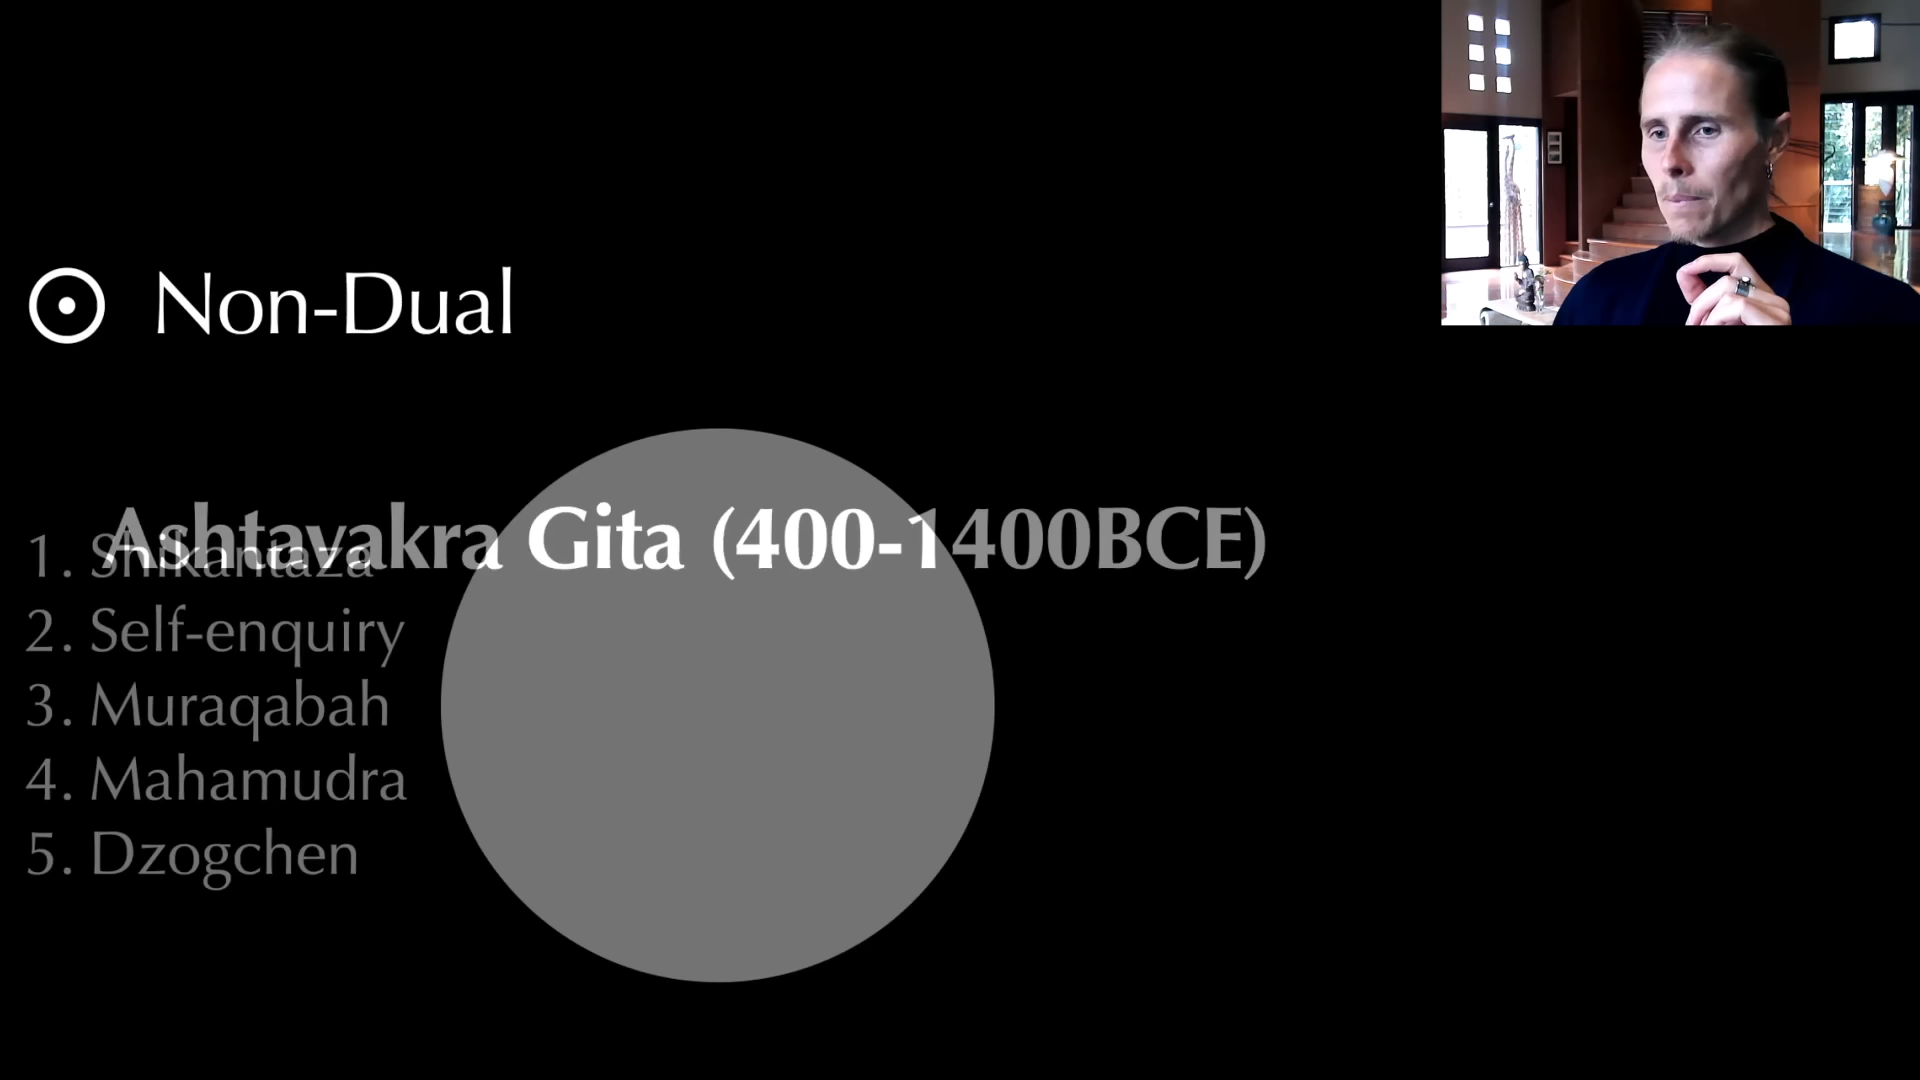 Non-Dual
Ashtavakra Gita (400-1400BCE)
1. Shikantaza
2. Self-enquiry
3. Muraqabah
4. Mahamudra
5. Dzogchen